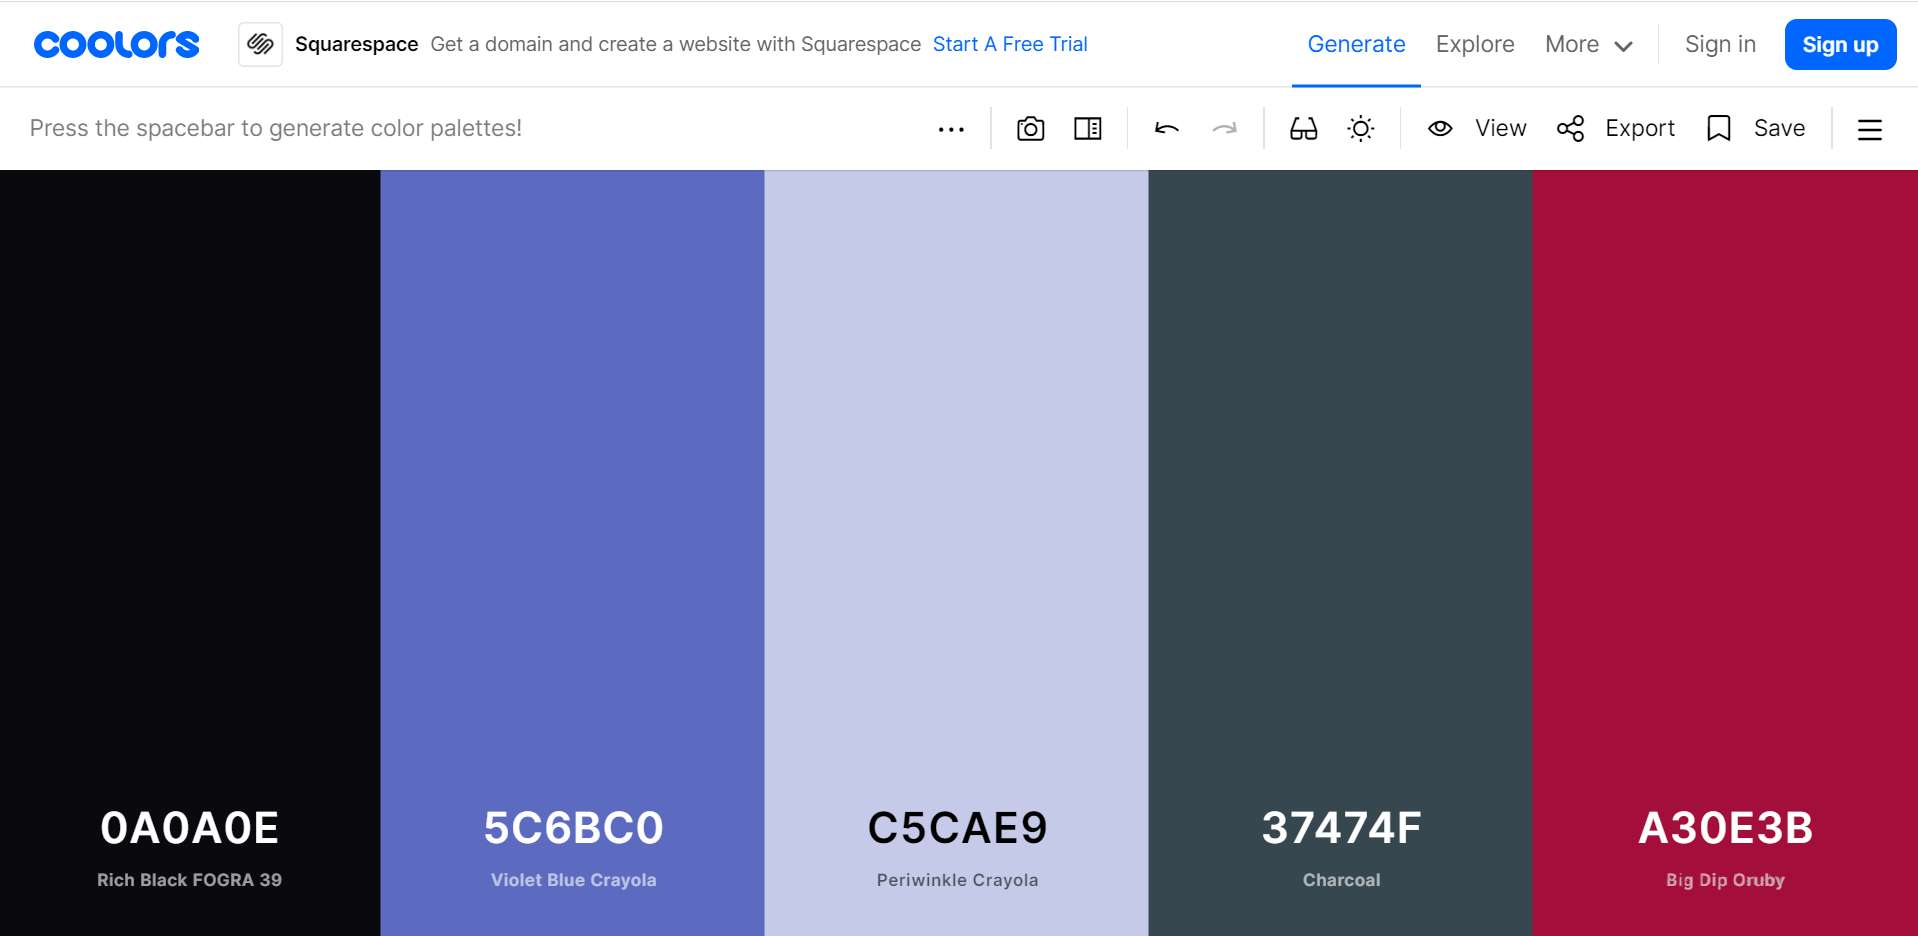 coolors
Squarespace Get a domain and create a website with Squarespace Start A Free Trial
Generate Explore More Sign in Sign up
Press the spacebar to generate color palettes!
View Export Save
0A0A0E 5C6BC0 C5CAE9 37474F A30E3B
Rich Black FOGRA 39 Violet Blue Crayola Periwinkle Crayola Charcoal Big Dip Oruby